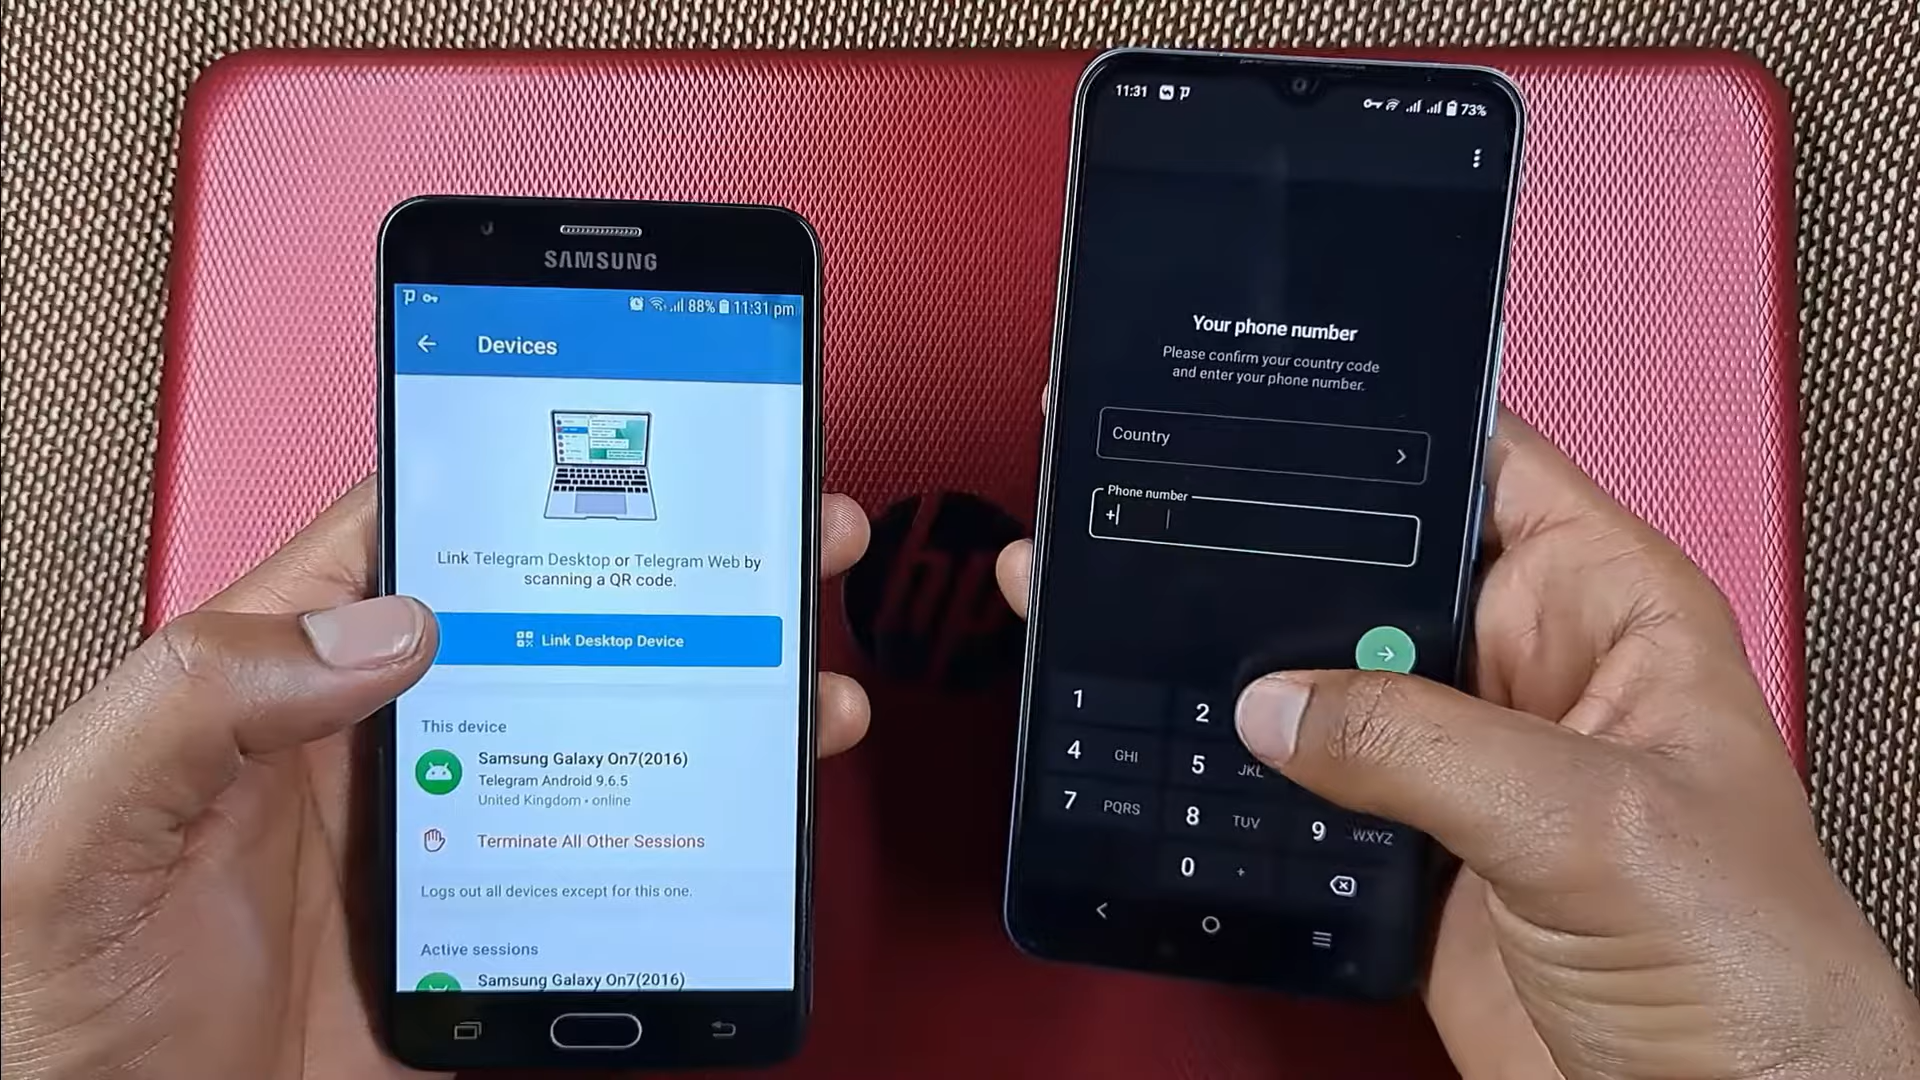 SAMSUNG
88% 11:31 pm
Devices
Link Telegram Desktop or Telegram Web by
scanning a QR code.
Link Desktop Device
This device
Samsung Galaxy On7(2016)
Telegram Android 9.6.5
United Kingdom • online
Terminate All Other Sessions
Logs out all devices except for this one.
Active sessions
Samsung Galaxy On7(2016)
hp
11:31 73%
Your phone number
Please confirm your country code
and enter your phone number.
Country
Phone number
+
1 2
4 GHI 5 JKL
7 PQRS 8 TUV 9 WXYZ
0 +